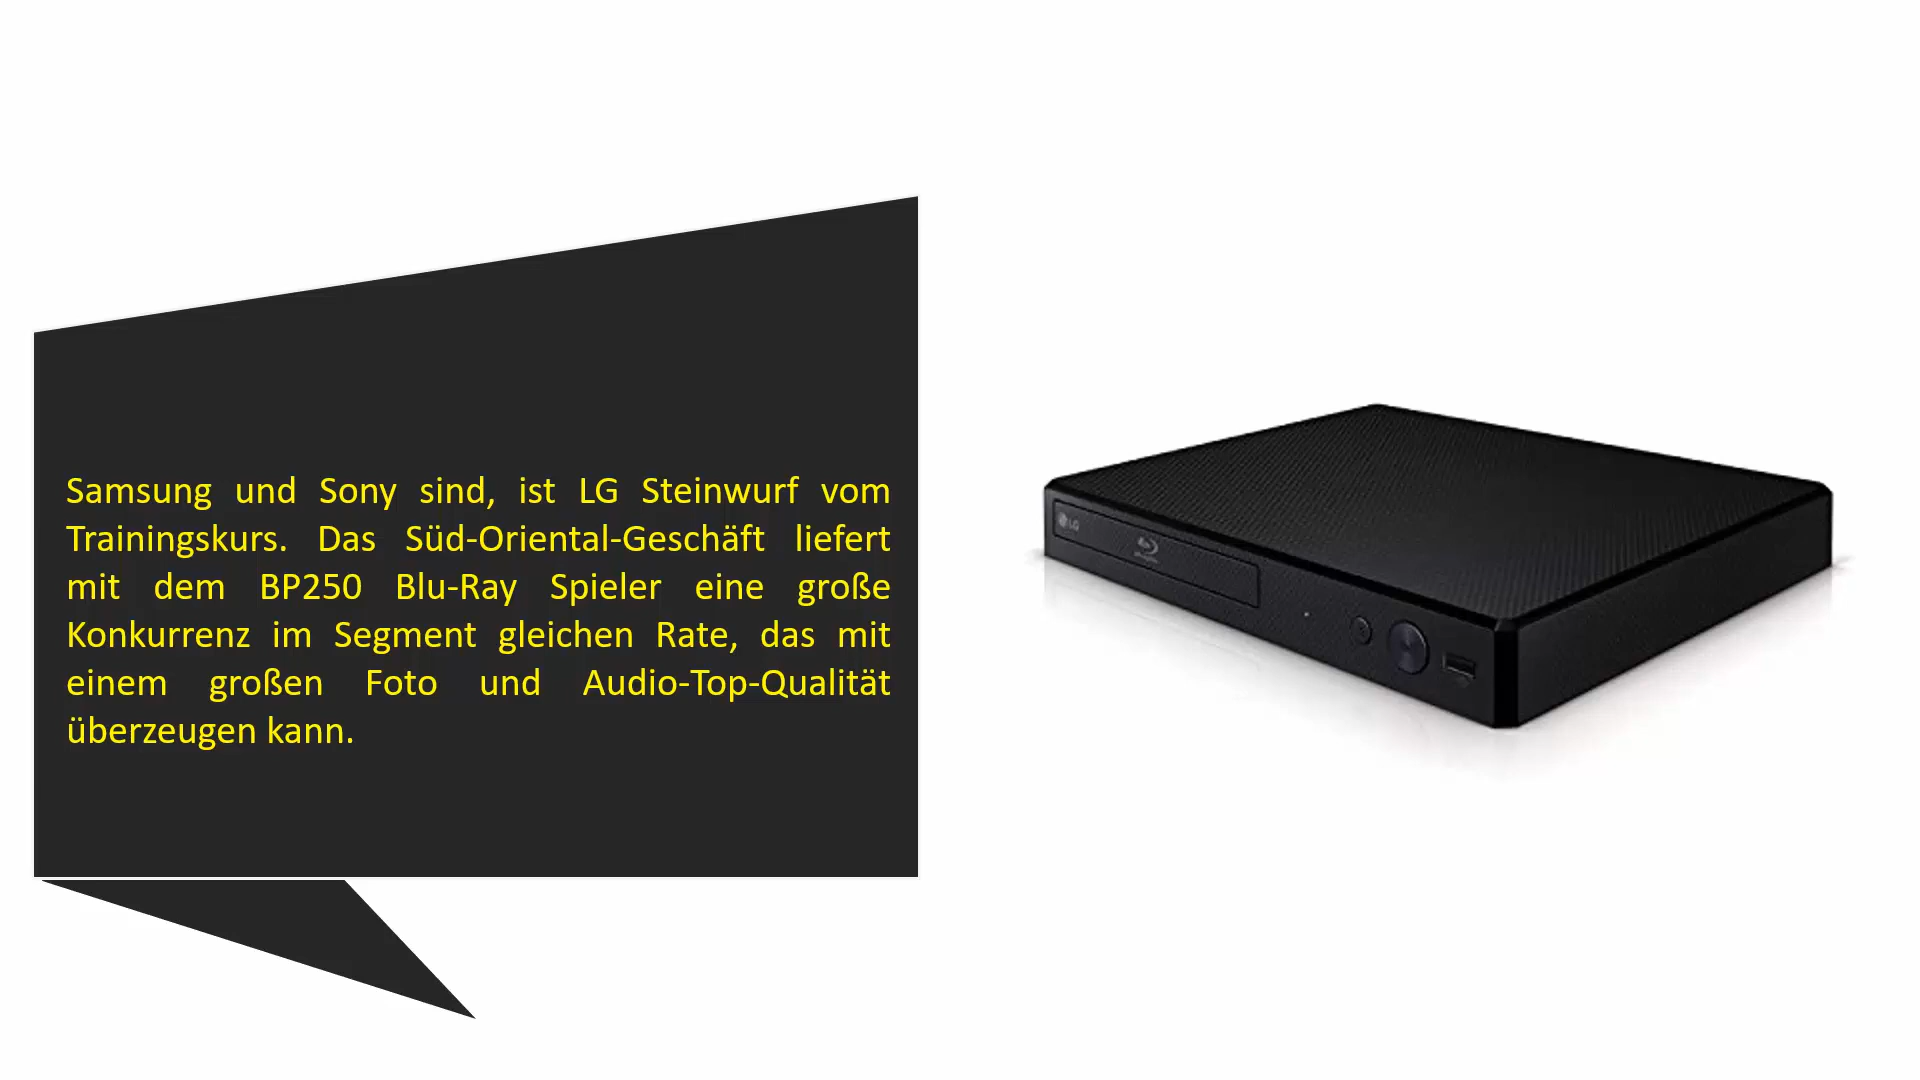 Samsung und Sony sind, ist LG Steinwurf vom
Trainingskurs. Das Süd-Oriental-Geschäft liefert
mit dem BP250 Blu-Ray Spieler eine große
Konkurrenz im Segment gleichen Rate, das mit
einem großen Foto und Audio-Top-Qualität
überzeugen kann.
LG